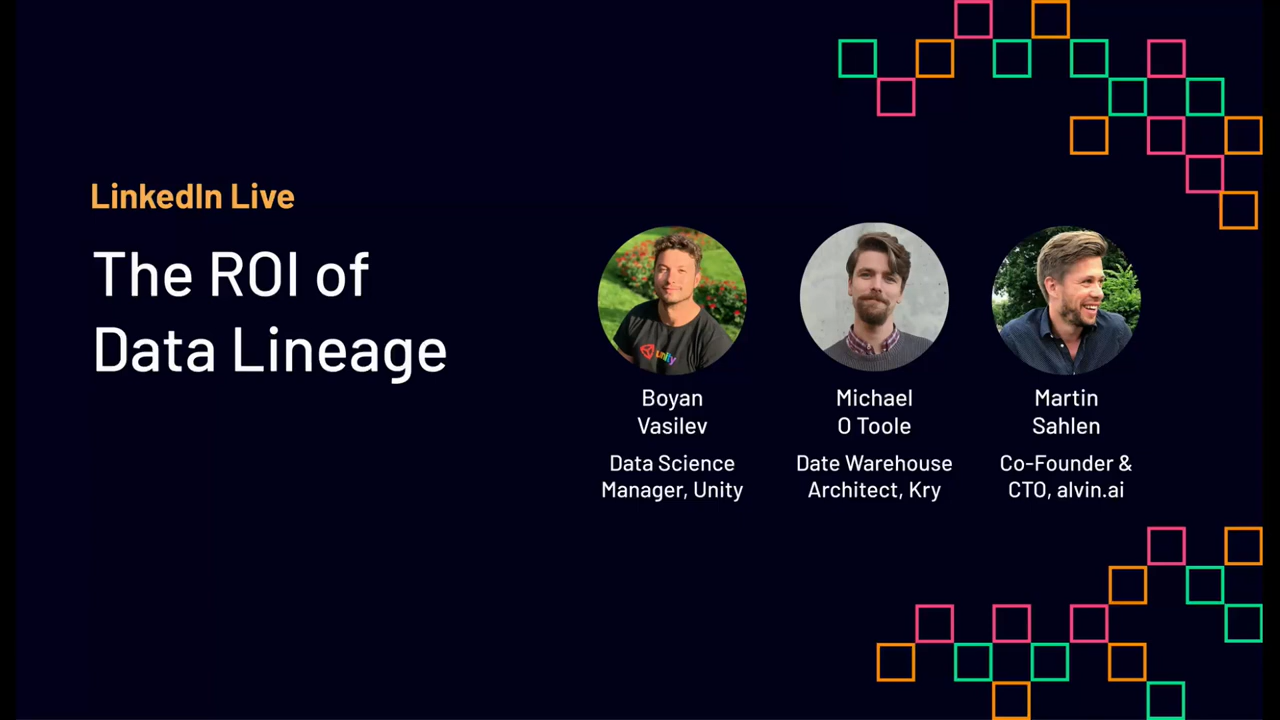 LinkedIn Live
The ROI of
Data Lineage
unity
Boyan
Vasilev
Data Science
Manager, Unity
Michael
O Toole
Date Warehouse
Architect, Kry
Martin
Sahlen
Co-Founder &
CTO, alvin.ai